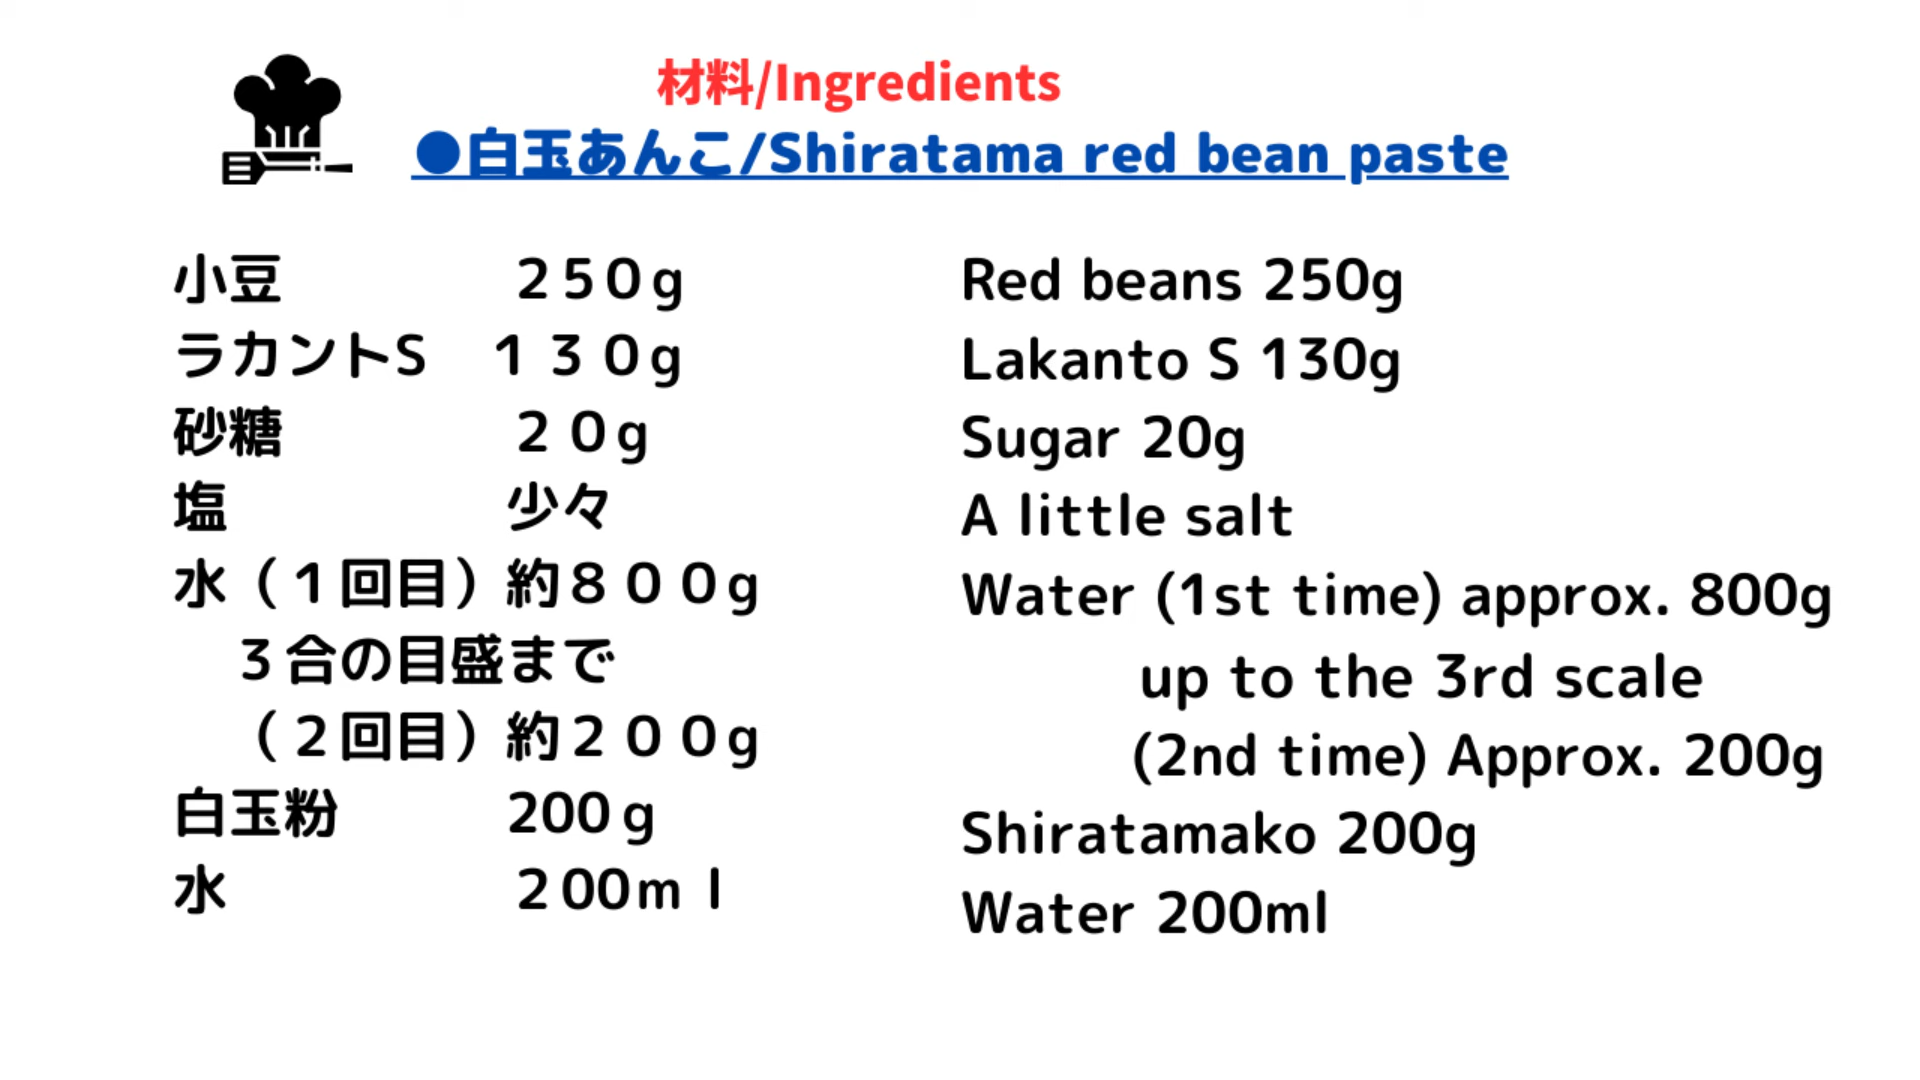 材料/Ingredients
●白玉あんこ/Shiratama red bean paste
小豆 250g
ラカントS 130g
砂糖 20g
塩 少々
水（1回目）約800g
3合の目盛まで
（2回目）約200g
白玉粉 200g
水 200ml
Red beans 250g
Lakanto S 130g
Sugar 20g
A little salt
Water (1st time) approx. 800g
up to the 3rd scale
(2nd time) Approx. 200g
Shiratamako 200g
Water 200ml